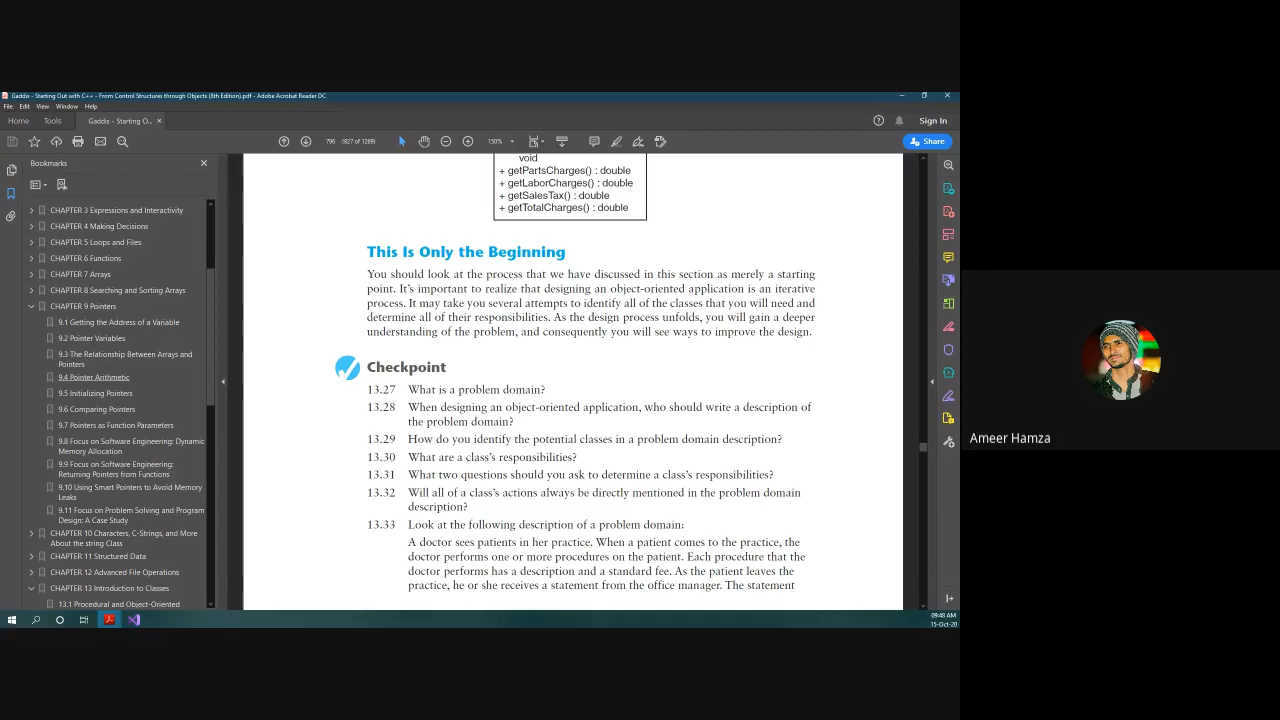 Gaddis - Starting Out with C++ - From Control Structures through Objects (8th Edition).pdf - Adobe Acrobat Reader DC
File Edit View Window Help
Home Tools Gaddis - Starting Ci... × Sign In
796 (827 of 1269) 150% Share
Bookmarks
CHAPTER 3 Expressions and Interactivity
CHAPTER 4 Making Decisions
CHAPTER 5 Loops and Files
CHAPTER 6 Functions
CHAPTER 7 Arrays
CHAPTER 8 Searching and Sorting Arrays
CHAPTER 9 Pointers
9.1 Getting the Address of a Variable
9.2 Pointer Variables
9.3 The Relationship Between Arrays and
Pointers
9.4 Pointer Arithmetic
9.5 Initializing Pointers
9.6 Comparing Pointers
9.7 Pointers as Function Parameters
9.8 Focus on Software Engineering: Dynamic
Memory Allocation
9.9 Focus on Software Engineering:
Returning Pointers from Functions
9.10 Using Smart Pointers to Avoid Memory
Leaks
9.11 Focus on Problem Solving and Program
Design: A Case Study
CHAPTER 10 Characters, C-Strings, and More
About the string Class
CHAPTER 11 Structured Data
CHAPTER 12 Advanced File Operations
CHAPTER 13 Introduction to Classes
13.1 Procedural and Object-Oriented
void
+ getPartsCharges() : double
+ getLaborCharges() : double
+ getSalesTax() : double
+ getTotalCharges() : double
This Is Only the Beginning
You should look at the process that we have discussed in this section as merely a starting
point. It's important to realize that designing an object-oriented application is an iterative
process. It may take you several attempts to identify all of the classes that you will need and
determine all of their responsibilities. As the design process unfolds, you will gain a deeper
understanding of the problem, and consequently you will see ways to improve the design.
Checkpoint
13.27 What is a problem domain?
13.28 When designing an object-oriented application, who should write a description of
the problem domain?
13.29 How do you identify the potential classes in a problem domain description?
13.30 What are a class's responsibilities?
13.31 What two questions should you ask to determine a class's responsibilities?
13.32 Will all of a class's actions always be directly mentioned in the problem domain
description?
13.33 Look at the following description of a problem domain:
A doctor sees patients in her practice. When a patient comes to the practice, the
doctor performs one or more procedures on the patient. Each procedure that the
doctor performs has a description and a standard fee. As the patient leaves the
practice, he or she receives a statement from the office manager. The statement
09:48 AM
15-Oct-20
Ameer Hamza